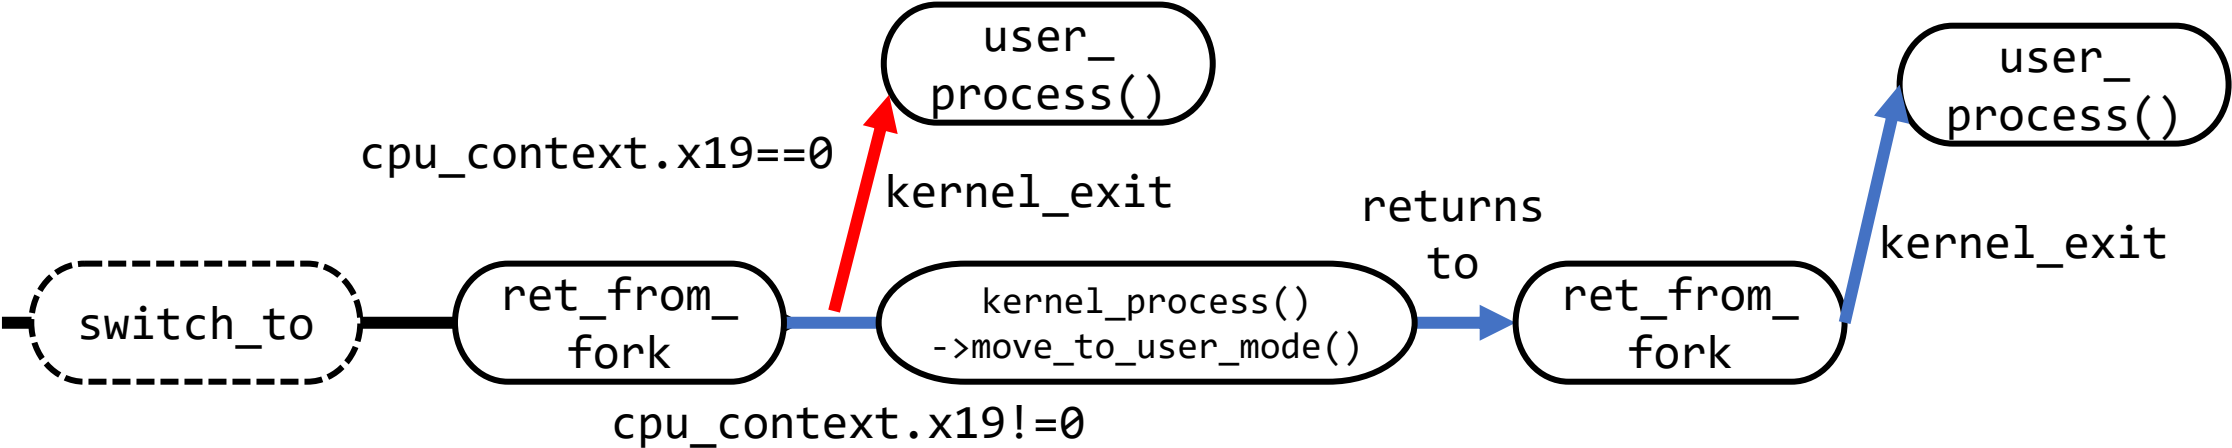 user_
process()
user_
process()
cpu_context.x19==0
kernel_exit
returns
to
kernel_exit
switch_to
ret_from_
fork
kernel_process()
->move_to_user_mode()
ret_from_
fork
cpu_context.x19!=0